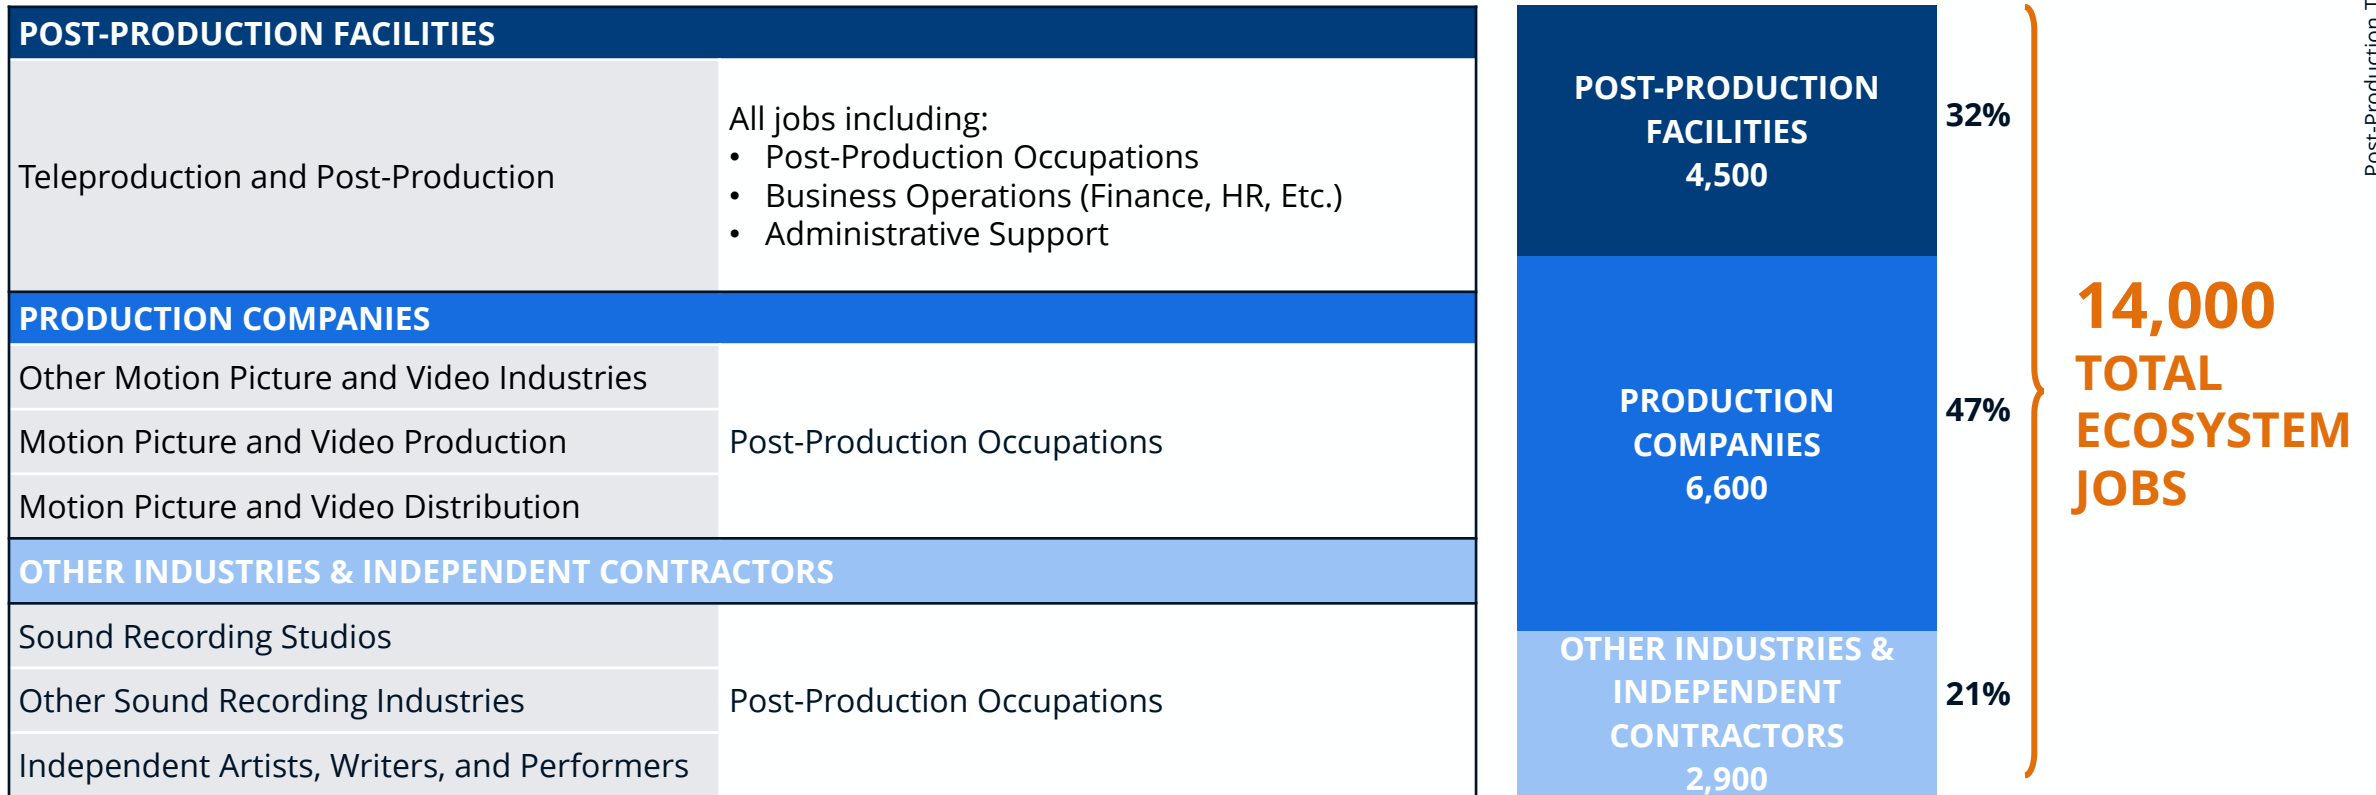 POST-PRODUCTION FACILITIES
Teleproduction and Post-Production
All jobs including:
• Post-Production Occupations
• Business Operations (Finance, HR, Etc.)
• Administrative Support
PRODUCTION COMPANIES
Other Motion Picture and Video Industries
Motion Picture and Video Production
Motion Picture and Video Distribution
Post-Production Occupations
OTHER INDUSTRIES & INDEPENDENT CONTRACTORS
Sound Recording Studios
Other Sound Recording Industries
Independent Artists, Writers, and Performers
Post-Production Occupations
POST-PRODUCTION
FACILITIES
4,500
32%
PRODUCTION
COMPANIES
6,600
47%
OTHER INDUSTRIES &
INDEPENDENT
CONTRACTORS
2,900
21%
14,000
TOTAL
ECOSYSTEM
JOBS
Post-Production